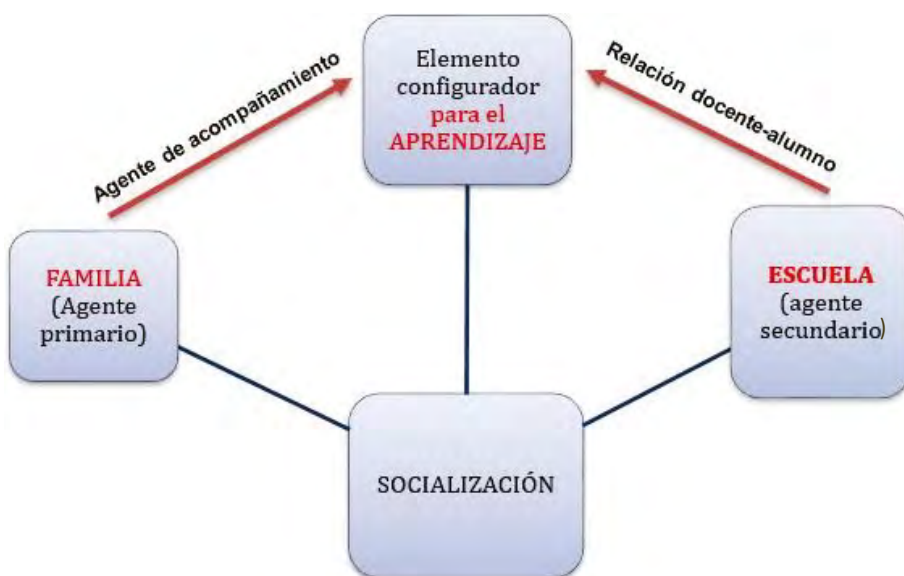 Elemento
configurador
para el
APRENDIZAJE
Agente de acompañamiento
Relación docente-alumno
FAMILIA
(Agente
primario)
ESCUELA
(agente
secundario)
SOCIALIZACIÓN